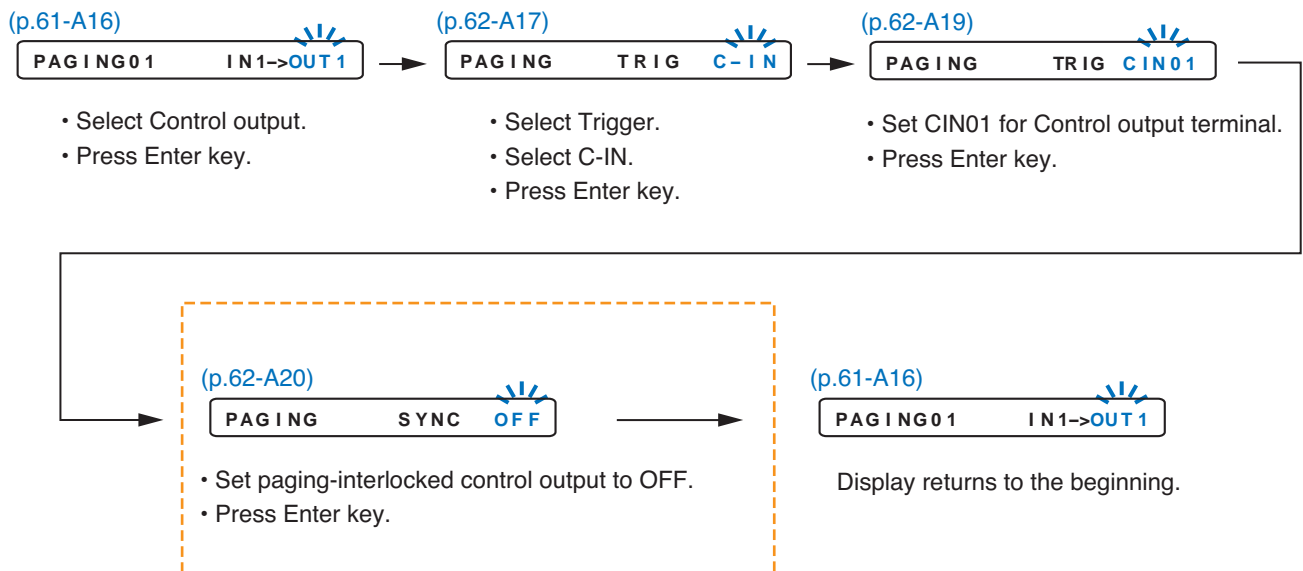 (p.61-A16)
PAGING01 IN1->OUT1
• Select Control output.
• Press Enter key.
(p.62-A17)
PAGING TRIG C-IN
• Select Trigger.
• Select C-IN.
• Press Enter key.
(p.62-A19)
PAGING TRIG CIN01
• Set CIN01 for Control output terminal.
• Press Enter key.
(p.62-A20)
PAGING SYNC OFF
• Set paging-interlocked control output to OFF.
• Press Enter key.
(p.61-A16)
PAGING01 IN1->OUT1
Display returns to the beginning.